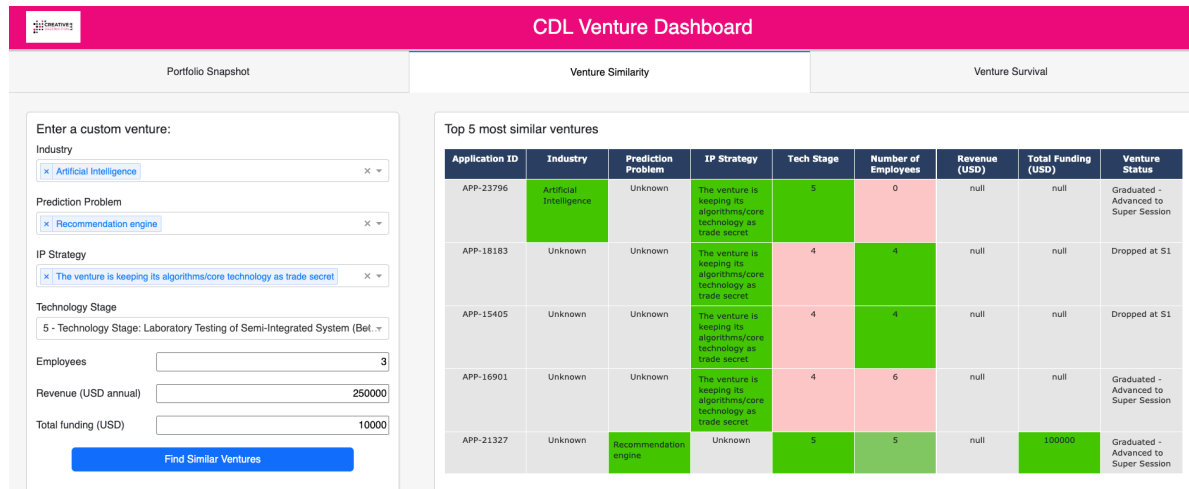 CREATIVE
CDL Venture Dashboard
Portfolio Snapshot
Venture Similarity
Venture Survival
Enter a custom venture:
Industry
× Artificial Intelligence
Prediction Problem
× Recommendation engine
IP Strategy
× The venture is keeping its algorithms/core technology as trade secret
Technology Stage
5 - Technology Stage: Laboratory Testing of Semi-Integrated System (Bet...
Employees 3
Revenue (USD annual) 250000
Total funding (USD) 10000
Find Similar Ventures
Top 5 most similar ventures
Application ID
Industry
Prediction
Problem
IP Strategy
Tech Stage
Number of
Employees
Revenue
(USD)
Total Funding
(USD)
Venture
Status
APP-23796
Artificial
Intelligence
Unknown
The venture is
keeping its
algorithms/core
technology as
trade secret
5
0
null
null
Graduated -
Advanced to
Super Session
APP-18183
Unknown
Unknown
The venture is
keeping its
algorithms/core
technology as
trade secret
4
4
null
null
Dropped at S1
APP-15405
Unknown
Unknown
The venture is
keeping its
algorithms/core
technology as
trade secret
4
4
null
null
Dropped at S1
APP-16901
Unknown
Unknown
The venture is
keeping its
algorithms/core
technology as
trade secret
4
6
null
null
Graduated -
Advanced to
Super Session
APP-21327
Unknown
Recommendation
engine
Unknown
5
5
null
100000
Graduated -
Advanced to
Super Session